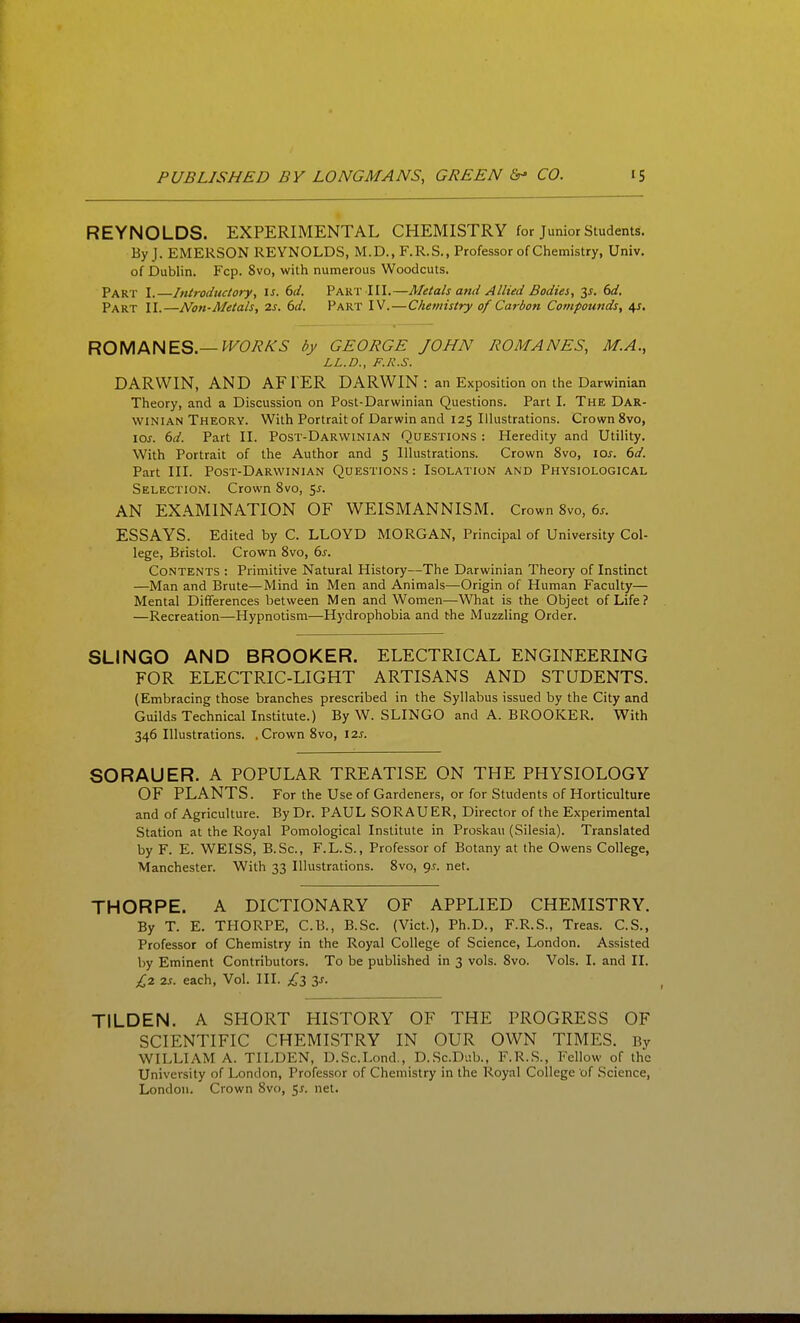 PUBLISHED BY LONGMANS, GREEN & CO. 15
REYNOLDS. EXPERIMENTAL CHEMISTRY for Junior Students.
By J. EMERSON REYNOLDS, M.D., F.R.S., Professor of Chemistry, Univ.
of Dublin. Fcp. 8vo, with numerous Woodcuts.
PART I.—Introductory, 1s. 6d. PART III.—Metals and Allied Bodies, 3s. 6d.
PART II.—Non-Metals, 2s. 6d. PART IV.—Chemistry of Carbon Compounds, 4s.
ROMANES.—WORKS by GEORGE JOHN ROMANES, M.A.,
LL.D., F.R.S.
DARWIN, AND AFTER DARWIN: an Exposition on the Darwinian
Theory, and a Discussion on Post-Darwinian Questions. Part I. THE DAR-
WINIAN THEORY. With Portrait of Darwin and 125 Illustrations. Crown 8vo,
10s. 6d. Part II. POST-DARWINIAN QUESTIONS: Heredity and Utility.
With Portrait of the Author and 5 Illustrations. Crown 8vo, 10s. 6d.
Part III. POST-DARWINIAN QUESTIONS: ISOLATION AND PHYSIOLOGICAL
SELECTION. Crown 8vo, 5s.
AN EXAMINATION OF WEISMANNISM. Crown 8vo, 6s.
ESSAYS. Edited by C. LLOYD MORGAN, Principal of University Col-
lege, Bristol. Crown 8vo, 6s.
CONTENTS: Primitive Natural History—The Darwinian Theory of Instinct
—Man and Brute—Mind in Men and Animals—Origin of Human Faculty—
Mental Differences between Men and Women—What is the Object of Life?
—Recreation—Hypnotism—Hydrophobia and the Muzzling Order.
SLINGO AND BROOKER. ELECTRICAL ENGINEERING
FOR ELECTRIC-LIGHT ARTISANS AND STUDENTS.
(Embracing those branches prescribed in the Syllabus issued by the City and
Guilds Technical Institute.) By W. SLINGO and A. BROOKER. With
346 Illustrations. Crown 8vo, 12s.
SORAUER. A POPULAR TREATISE ON THE PHYSIOLOGY
OF PLANTS. For the Use of Gardeners, or for Students of Horticulture
and of Agriculture. By Dr. PAUL SORAUER, Director of the Experimental
Station at the Royal Pomological Institute in Proskau (Silesia). Translated
by F. E. WEISS, B.Sc., F.L.S., Professor of Botany at the Owens College,
Manchester. With 33 Illustrations. 8vo, 9s. net.
THORPE. A DICTIONARY OF APPLIED CHEMISTRY.
By T. E. THORPE, C.B., B.Sc. (Vict.), Ph.D., F.R.S., Treas. C.S.,
Professor of Chemistry in the Royal College of Science, London. Assisted
by Eminent Contributors. To be published in 3 vols. 8vo. Vols. I. and II.
£2 2s. each, Vol. III. £3 3s.
TILDEN. A SHORT HISTORY OF THE PROGRESS OF
SCIENTIFIC CHEMISTRY IN OUR OWN TIMES. By
WILLIAM A. TILDEN, D.Sc.Lond., D.Sc.Dub., F.R.S., Fellow of the
University of London, Professor of Chemistry in the Royal College of Science,
London. Crown 8vo, 5s. net.